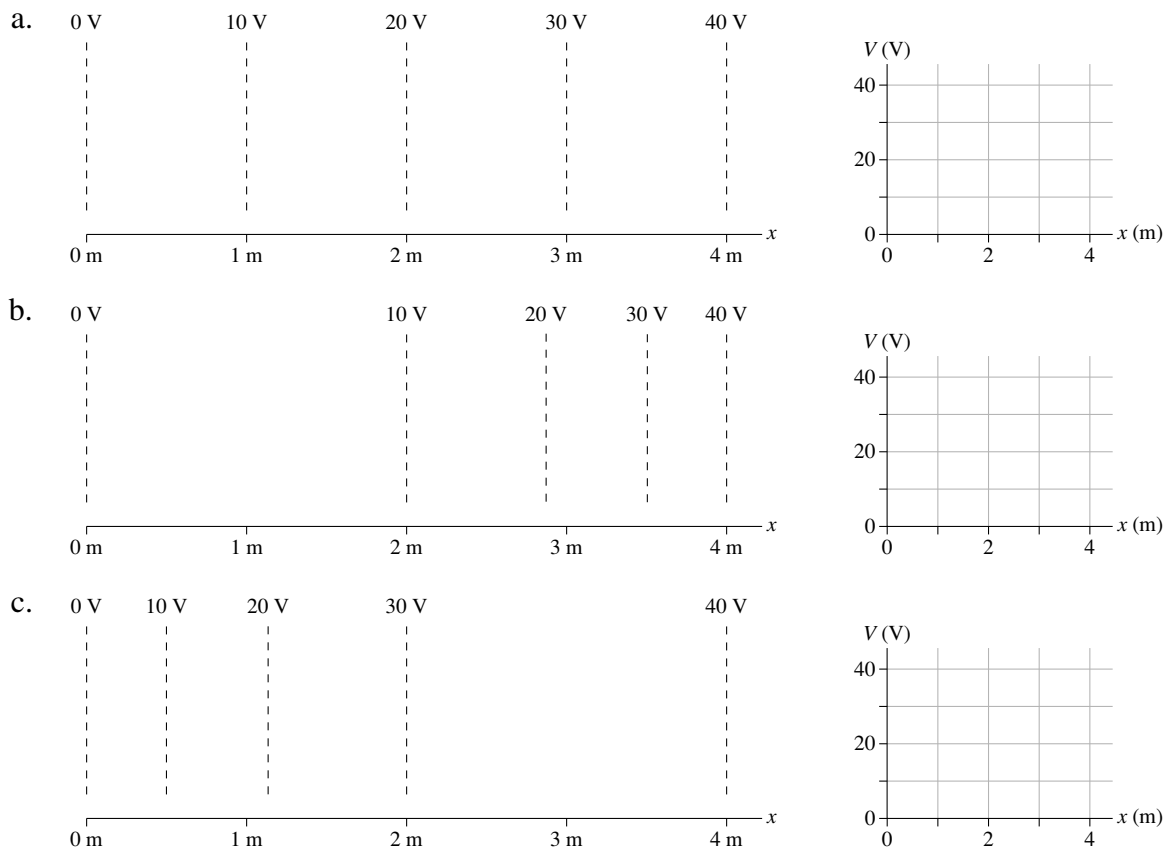 a. 0 V 10 V 20 V 30 V 40 V
V (V)
40
20
0
0 2 4 x (m)
x
0 m 1 m 2 m 3 m 4 m
b. 0 V 10 V 20 V 30 V 40 V
V (V)
40
20
0
0 2 4 x (m)
x
0 m 1 m 2 m 3 m 4 m
c. 0 V 10 V 20 V 30 V 40 V
V (V)
40
20
0
0 2 4 x (m)
x
0 m 1 m 2 m 3 m 4 m